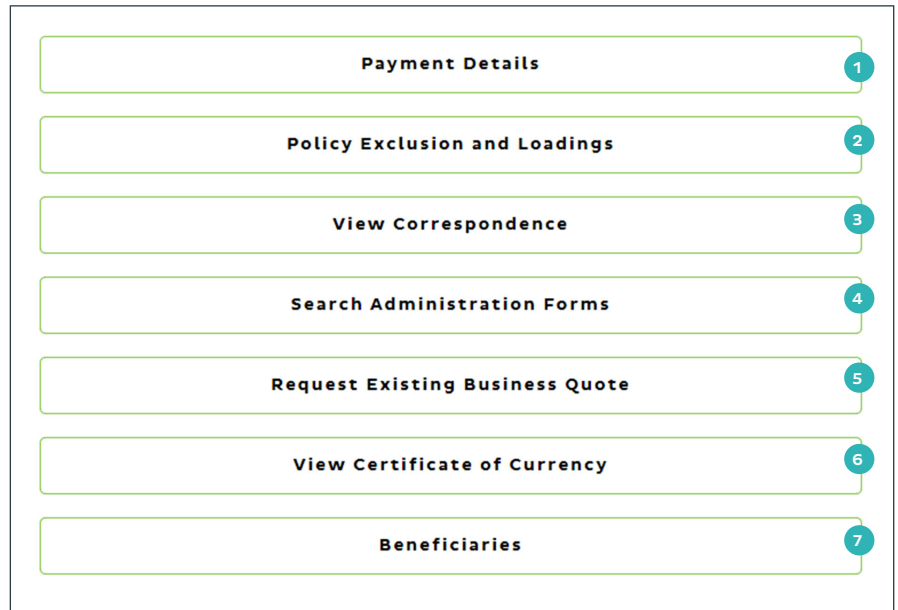 Payment Details
1
Policy Exclusion and Loadings
2
View Correspondence
3
Search Administration Forms
4
Request Existing Business Quote
5
View Certificate of Currency
6
Beneficiaries
7